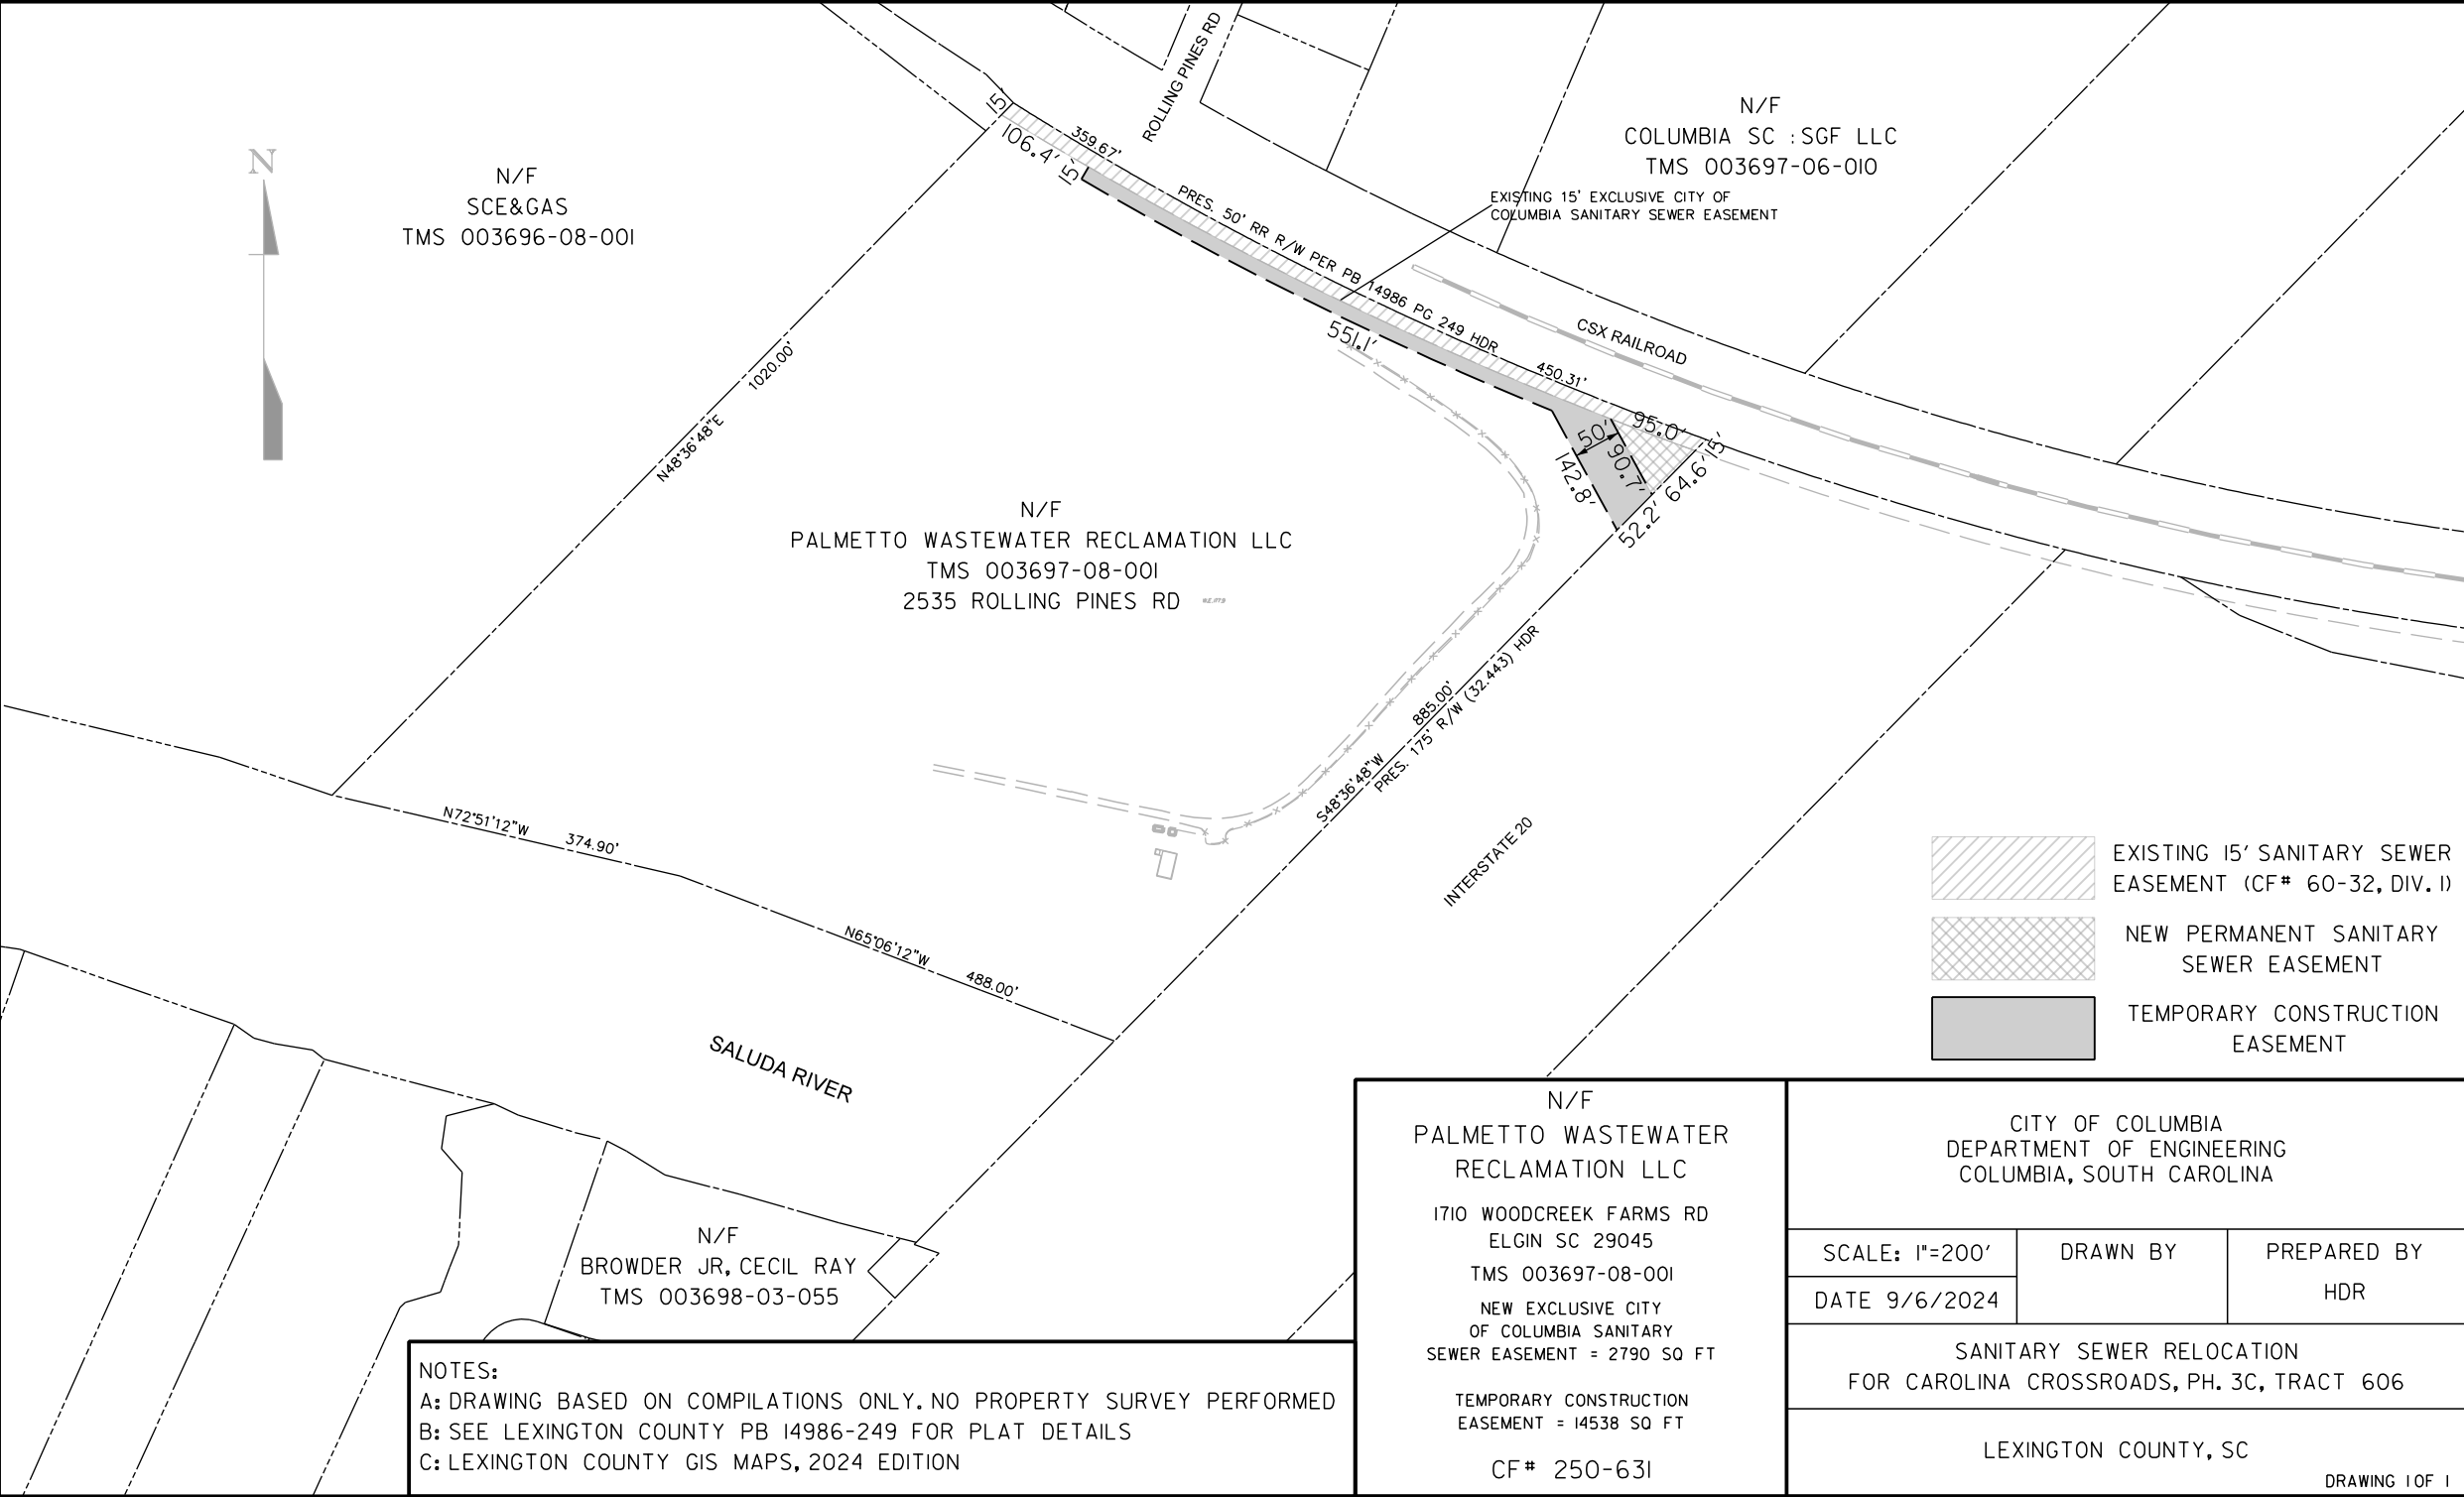 ROLLING PINES RD
N/F
COLUMBIA SC : SGF LLC
TMS 003697-06-010
EXISTING 15' EXCLUSIVE CITY OF
COLUMBIA SANITARY SEWER EASEMENT
N
N/F
SCE&GAS
TMS 003696-08-001
15'
106.4'
15'
359.67'
PRES. 50' RR R/W PER PB 14986 PG 249 HDR
551.1'
450.31'
CSX RAILROAD
95.0'
50'
90.7'
142.8'
15'
64.6'
52.2'
1020.00'
N48°36'48"E
N/F
PALMETTO WASTEWATER RECLAMATION LLC
TMS 003697-08-001
2535 ROLLING PINES RD
885.00'
S48°36'48"W
PRES. 175' R/W (32.443) HDR
INTERSTATE 20
N72°51'12"W 374.90'
N65°06'12"W 488.00'
SALUDA RIVER
N/F
BROWDER JR, CECIL RAY
TMS 003698-03-055
EXISTING 15' SANITARY SEWER
EASEMENT (CF# 60-32, DIV. 1)
NEW PERMANENT SANITARY
SEWER EASEMENT
TEMPORARY CONSTRUCTION
EASEMENT
NOTES:
A: DRAWING BASED ON COMPILATIONS ONLY. NO PROPERTY SURVEY PERFORMED
B: SEE LEXINGTON COUNTY PB 14986-249 FOR PLAT DETAILS
C: LEXINGTON COUNTY GIS MAPS, 2024 EDITION
N/F
PALMETTO WASTEWATER
RECLAMATION LLC
1710 WOODCREEK FARMS RD
ELGIN SC 29045
TMS 003697-08-001
NEW EXCLUSIVE CITY
OF COLUMBIA SANITARY
SEWER EASEMENT = 2790 SQ FT
TEMPORARY CONSTRUCTION
EASEMENT = 14538 SQ FT
CF# 250-631
CITY OF COLUMBIA
DEPARTMENT OF ENGINEERING
COLUMBIA, SOUTH CAROLINA
SCALE: 1"=200'
DATE 9/6/2024
DRAWN BY
PREPARED BY
HDR
SANITARY SEWER RELOCATION
FOR CAROLINA CROSSROADS, PH. 3C, TRACT 606
LEXINGTON COUNTY, SC
DRAWING 1 OF 1